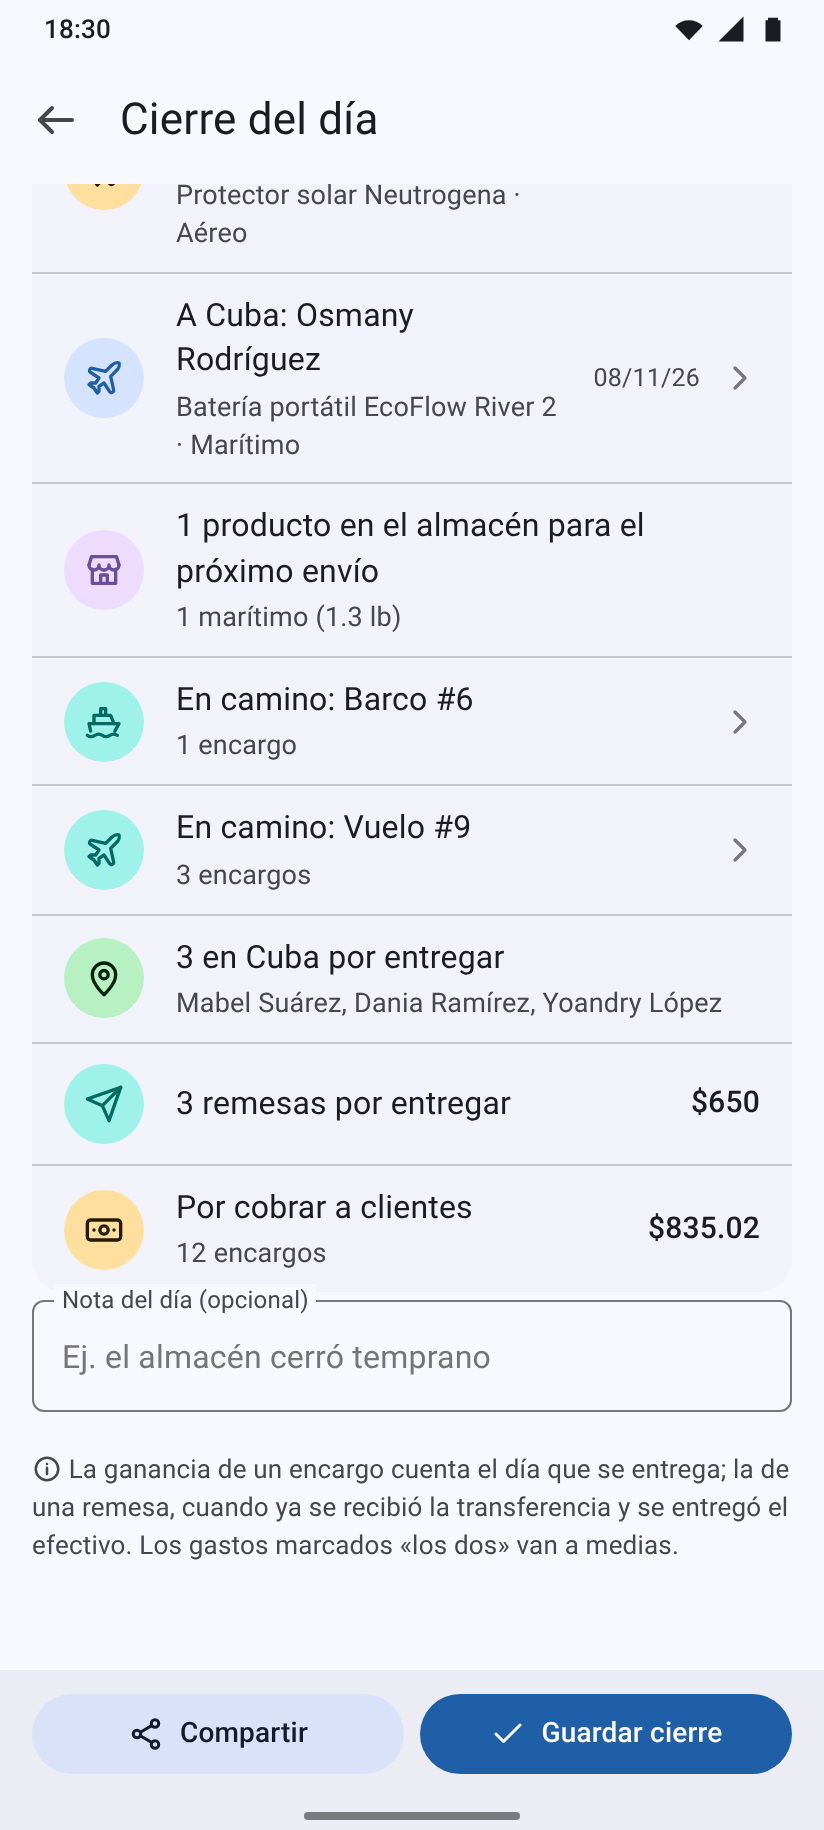 18:30
Cierre del día
Protector solar Neutrogena ·
Aéreo
A Cuba: Osmany
Rodríguez
Batería portátil EcoFlow River 2
· Marítimo
08/11/26
1 producto en el almacén para el
próximo envío
1 marítimo (1.3 lb)
En camino: Barco #6
1 encargo
En camino: Vuelo #9
3 encargos
3 en Cuba por entregar
Mabel Suárez, Dania Ramírez, Yoandry López
3 remesas por entregar
$650
Por cobrar a clientes
12 encargos
$835.02
Nota del día (opcional)
Ej. el almacén cerró temprano
La ganancia de un encargo cuenta el día que se entrega; la de
una remesa, cuando ya se recibió la transferencia y se entregó el
efectivo. Los gastos marcados «los dos» van a medias.
Compartir
Guardar cierre